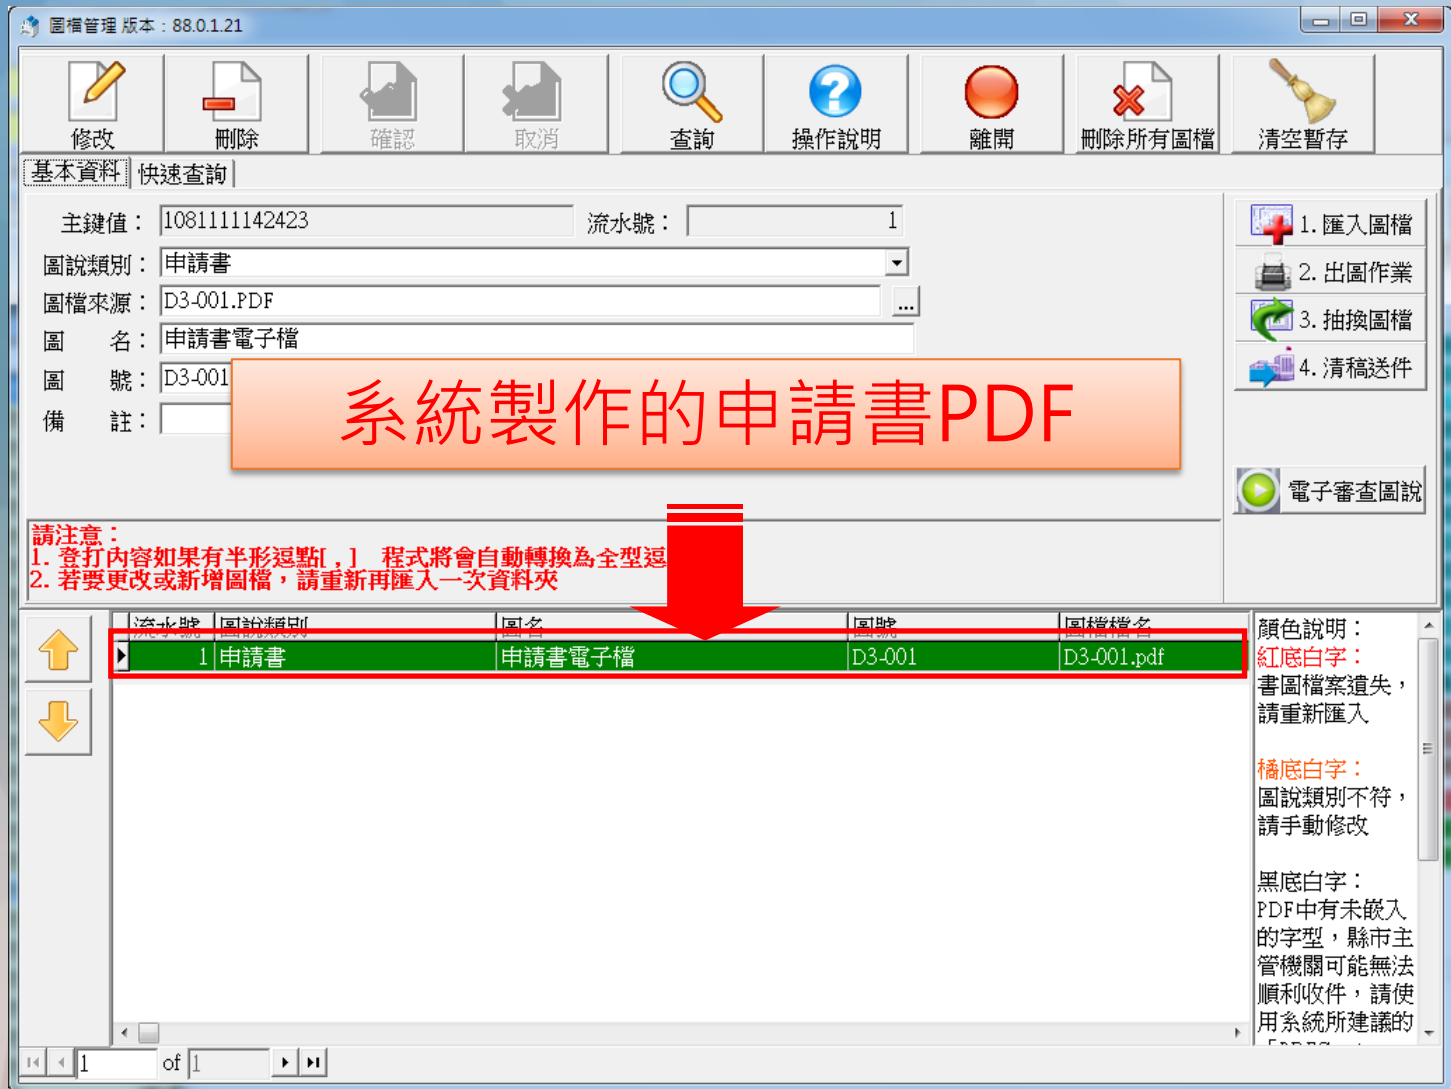 圖檔管理 版本：88.0.1.21
修改 刪除 確認 取消 查詢 操作說明 離開 刪除所有圖檔 清空暫存
基本資料 快速查詢
主鍵值： 1081111142423 流水號： 1
圖說類別： 申請書
圖檔來源： D3-001.PDF ...
圖 名： 申請書電子檔
圖 號： D3-001
備 註：
1. 匯入圖檔
2. 出圖作業
3. 抽換圖檔
4. 清稿送件
電子審查圖說
系統製作的申請書PDF
請注意：
1. 登打內容如果有半形逗點[,] 程式將會自動轉換為全型逗
2. 若要更改或新增圖檔，請重新再匯入一次資料夾
流水號 圖說類別 圖名 圖號 圖檔檔名
1 申請書 申請書電子檔 D3-001 D3-001.pdf
顏色說明：
紅底白字：
書圖檔案遺失，
請重新匯入
橘底白字：
圖說類別不符，
請手動修改
黑底白字：
PDF中有未嵌入
的字型，縣市主
管機關可能無法
順利收件，請使
用系統所建議的
1 of 1